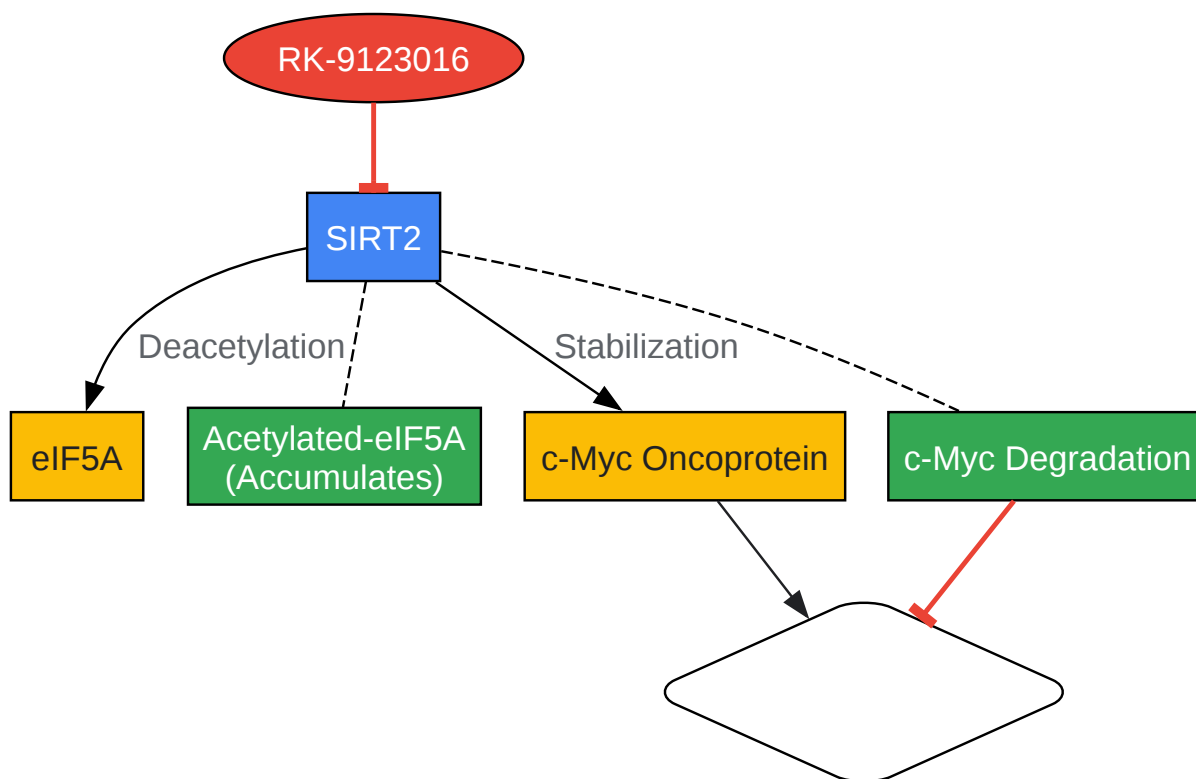 RK-9123016
SIRT2
Deacetylation
Stabilization
eIF5A
Acetylated-eIF5A
(Accumulates)
c-Myc Oncoprotein
c-Myc Degradation